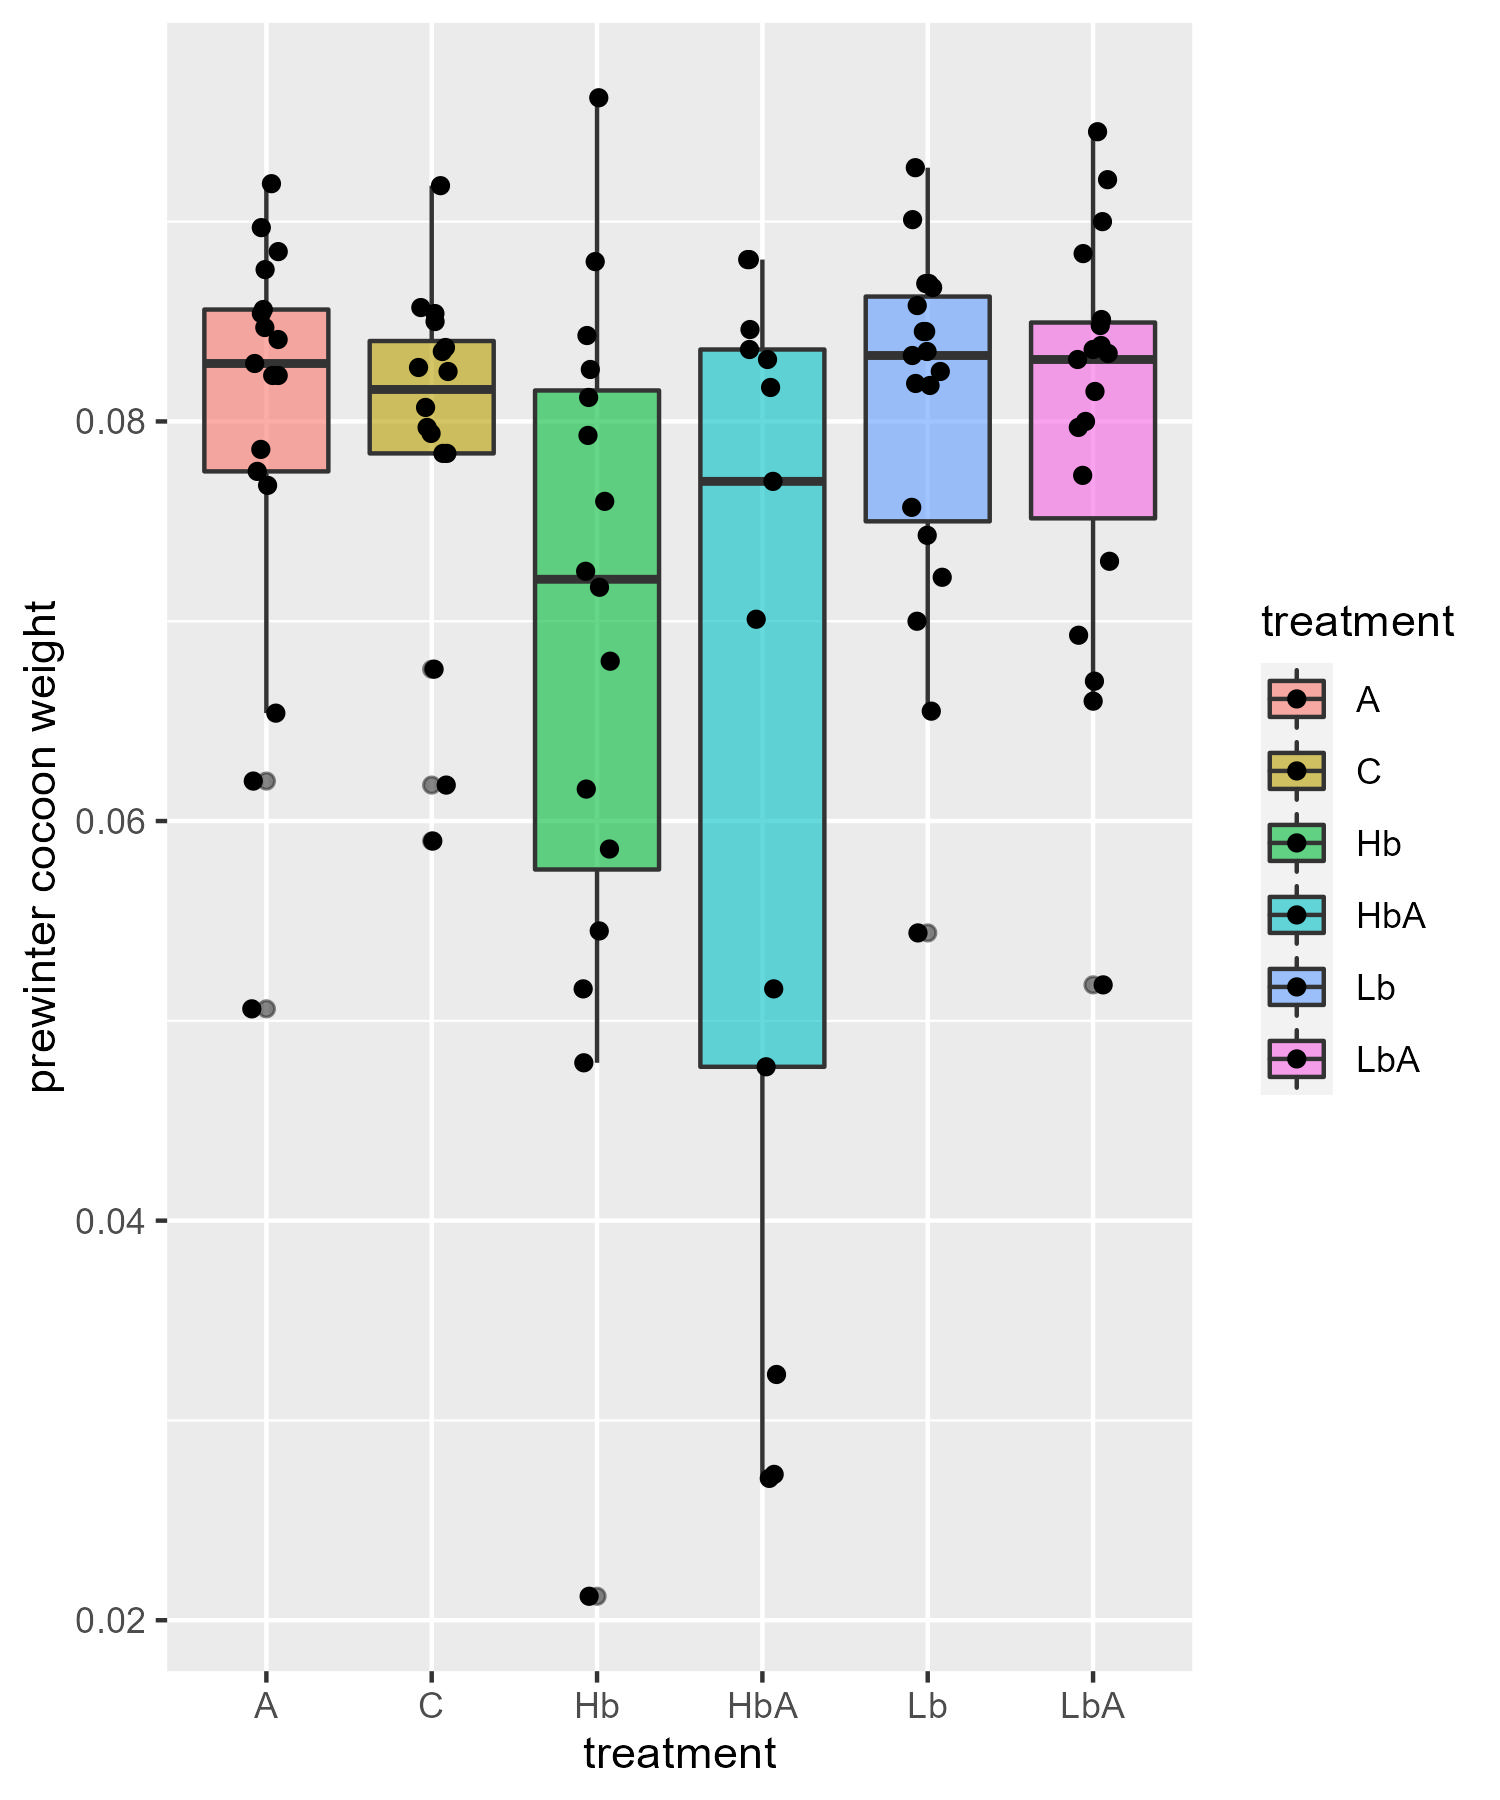 prewinter cocoon weight
0.08
0.06
0.04
0.02
A C Hb HbA Lb LbA
treatment
treatment
A
C
Hb
HbA
Lb
LbA